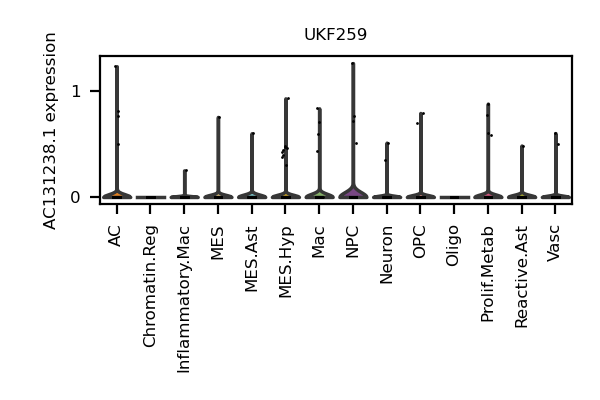 UKF259
AC131238.1 expression
1
0
AC
Chromatin.Reg
Inflammatory.Mac
MES
MES.Ast
MES.Hyp
Mac
NPC
Neuron
OPC
Oligo
Prolif.Metab
Reactive.Ast
Vasc